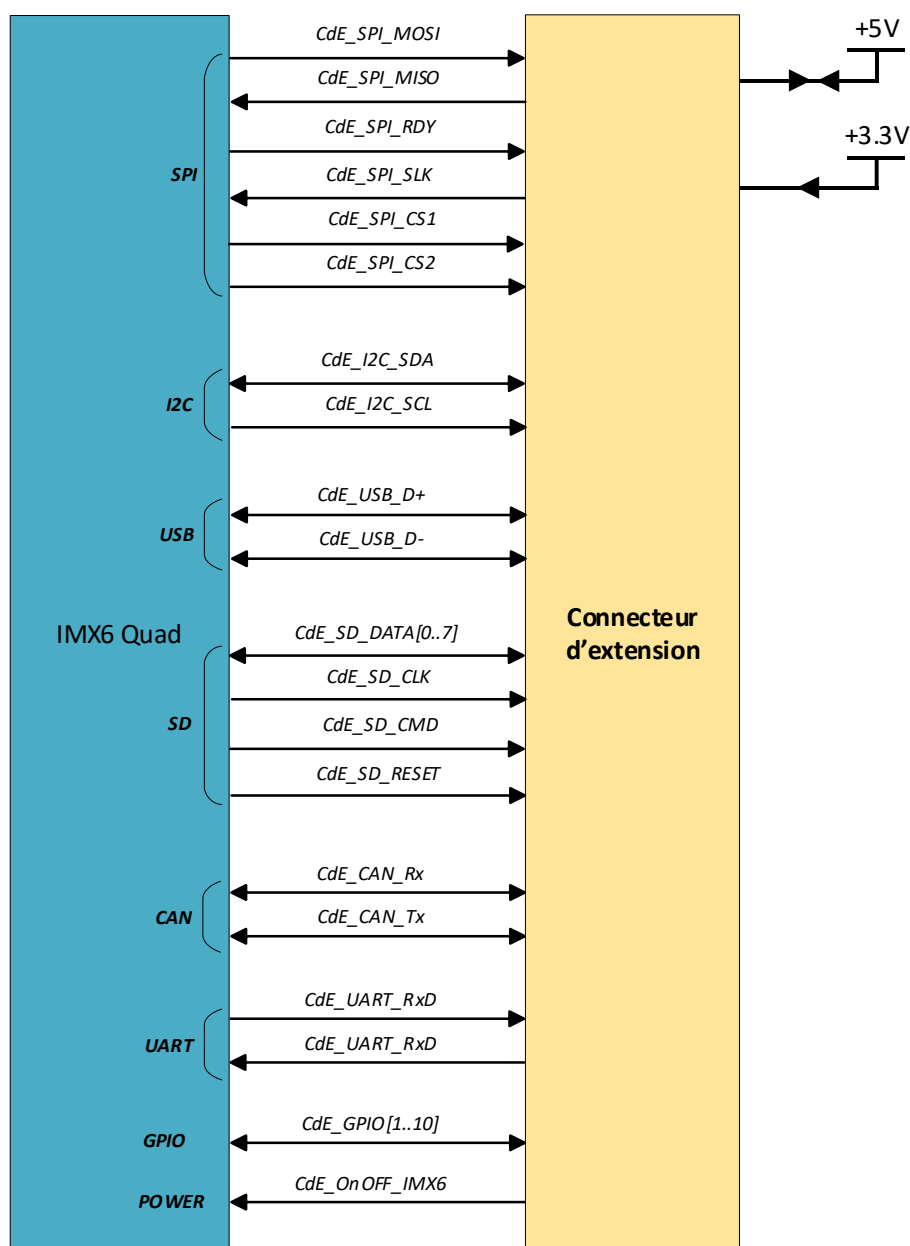 CdE_SPI_MOSI
+5V
CdE_SPI_MISO
CdE_SPI_RDY
+3.3V
SPI
CdE_SPI_SLK
CdE_SPI_CS1
CdE_SPI_CS2
CdE_I2C_SDA
I2C
CdE_I2C_SCL
CdE_USB_D+
USB
CdE_USB_D-
IMX6 Quad
Connecteur
d'extension
CdE_SD_DATA[0..7]
CdE_SD_CLK
SD
CdE_SD_CMD
CdE_SD_RESET
CdE_CAN_Rx
CAN
CdE_CAN_Tx
CdE_UART_RxD
UART
CdE_UART_RxD
CdE_GPIO[1..10]
GPIO
CdE_OnOFF_IMX6
POWER